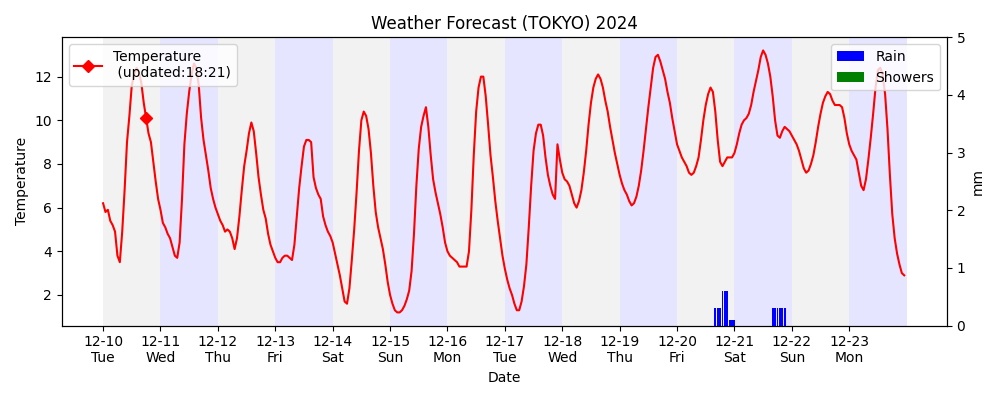 Weather Forecast (TOKYO) 2024
Temperature
(updated:18:21)
Rain
Showers
Temperature
12
10
8
6
4
2
5
4
3
2
1
0
mm
12-10 12-11 12-12 12-13 12-14 12-15 12-16 12-17 12-18 12-19 12-20 12-21 12-22 12-23
Tue Wed Thu Fri Sat Sun Mon Tue Wed Thu Fri Sat Sun Mon
Date